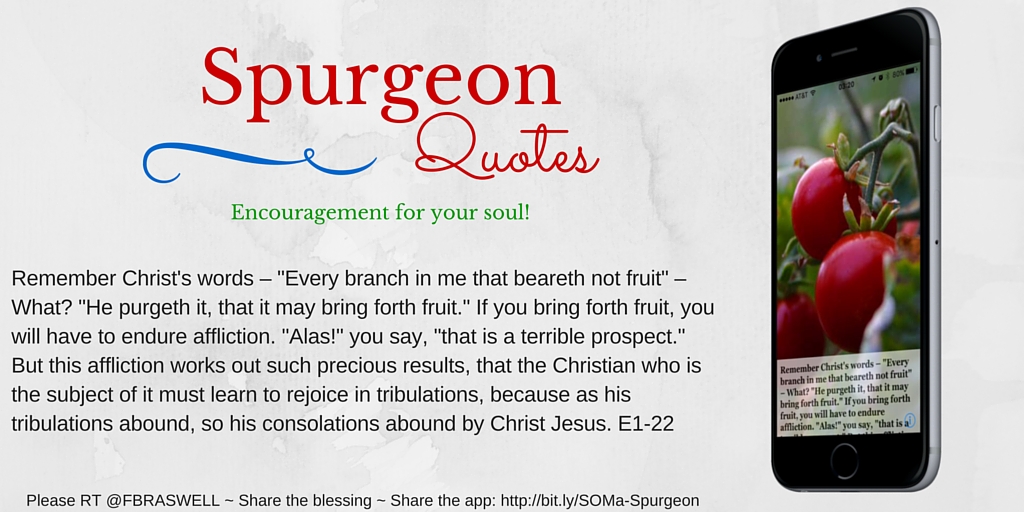 Spurgeon
Quotes
Encouragement for your soul!
Remember Christ's words – "Every branch in me that beareth not fruit" –
What? "He purgeth it, that it may bring forth fruit." If you bring forth fruit, you
will have to endure affliction. "Alas!" you say, "that is a terrible prospect."
But this affliction works out such precious results, that the Christian who is
the subject of it must learn to rejoice in tribulations, because as his
tribulations abound, so his consolations abound by Christ Jesus. E1-22
Please RT @FBRASWELL ~ Share the blessing ~ Share the app: http://bit.ly/SOMa-Spurgeon
AT&T 03:20 80%
Remember Christ's words – "Every
branch in me that beareth not fruit"
– What? "He purgeth it, that it may
bring forth fruit." If you bring forth
fruit, you will have to endure
affliction. "Alas!" you say, "that is a